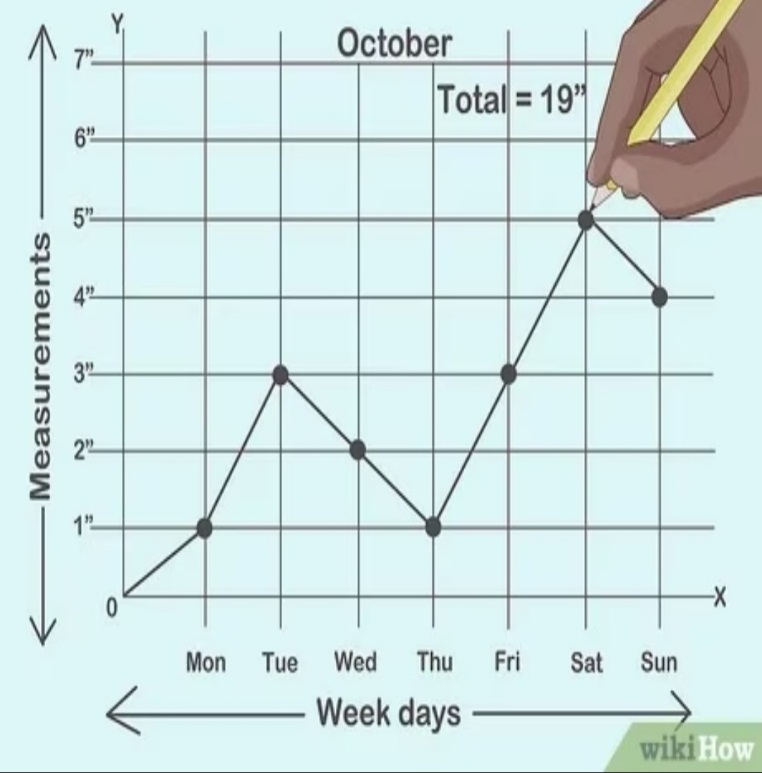 Y
October
7”
Total = 19”
6”
5”
4”
3”
2”
1”
Measurements
0
X
Mon Tue Wed Thu Fri Sat Sun
Week days
wikiHow